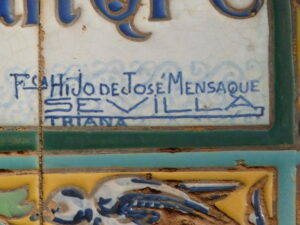 Fca HIJO DE JOSÉ MENSAQUE
SEVILLA
TRIANA